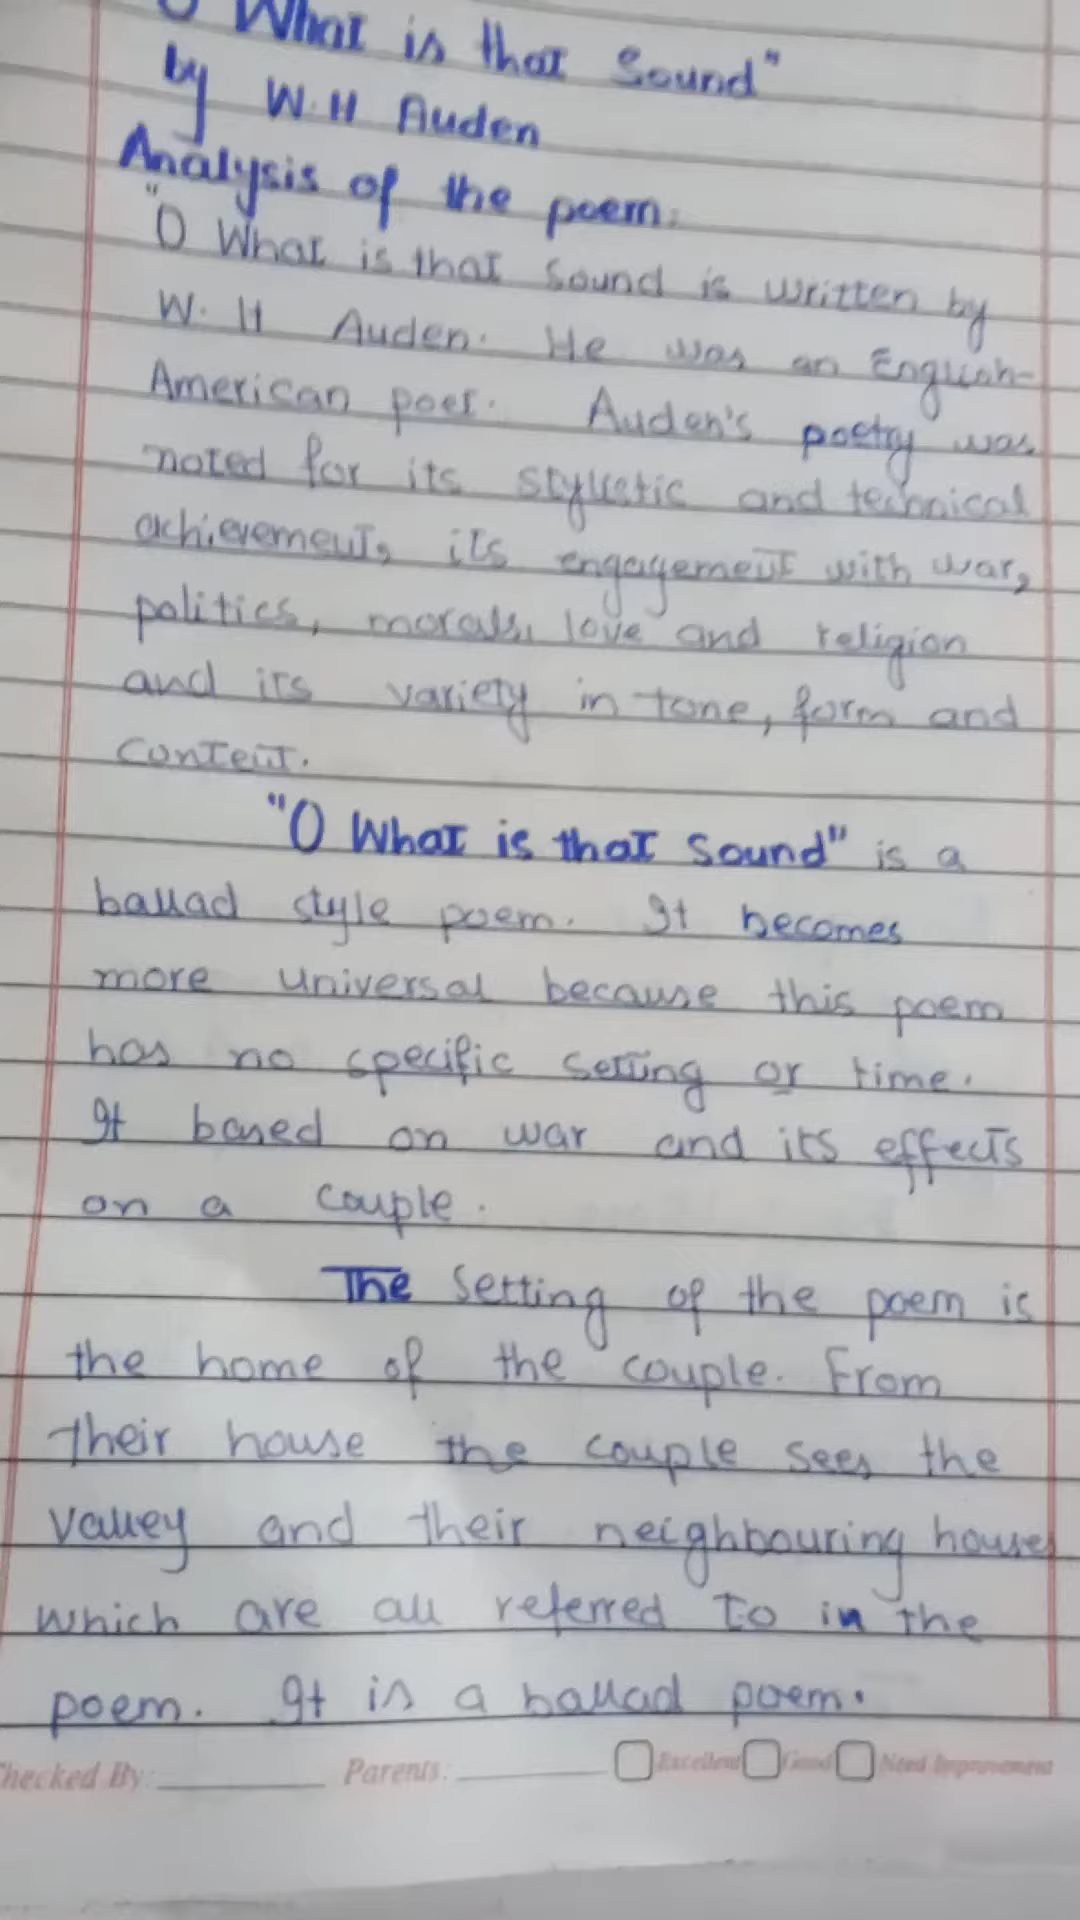 O What is that Sound"
by W.H Auden
Analysis of the poem.
"O What is that Sound is written by
W. H Auden. He was an English-
American poet. Auden's poetry was
noted for its stylistic and technical
achievement, its engagement with war,
politics, morals, love and religion
and its variety in tone, form and
content.
"O What is that Sound" is a
ballad style poem. It becomes
more universal because this poem
has no specific setting or time.
It based on war and its effects
on a couple.
The Setting of the poem is
the home of the couple. From
their house the couple sees the
valley and their neighbouring houses
which are all referred to in the
poem. It is a ballad poem.
Checked By: Parents: Excellent Good Need Improvement